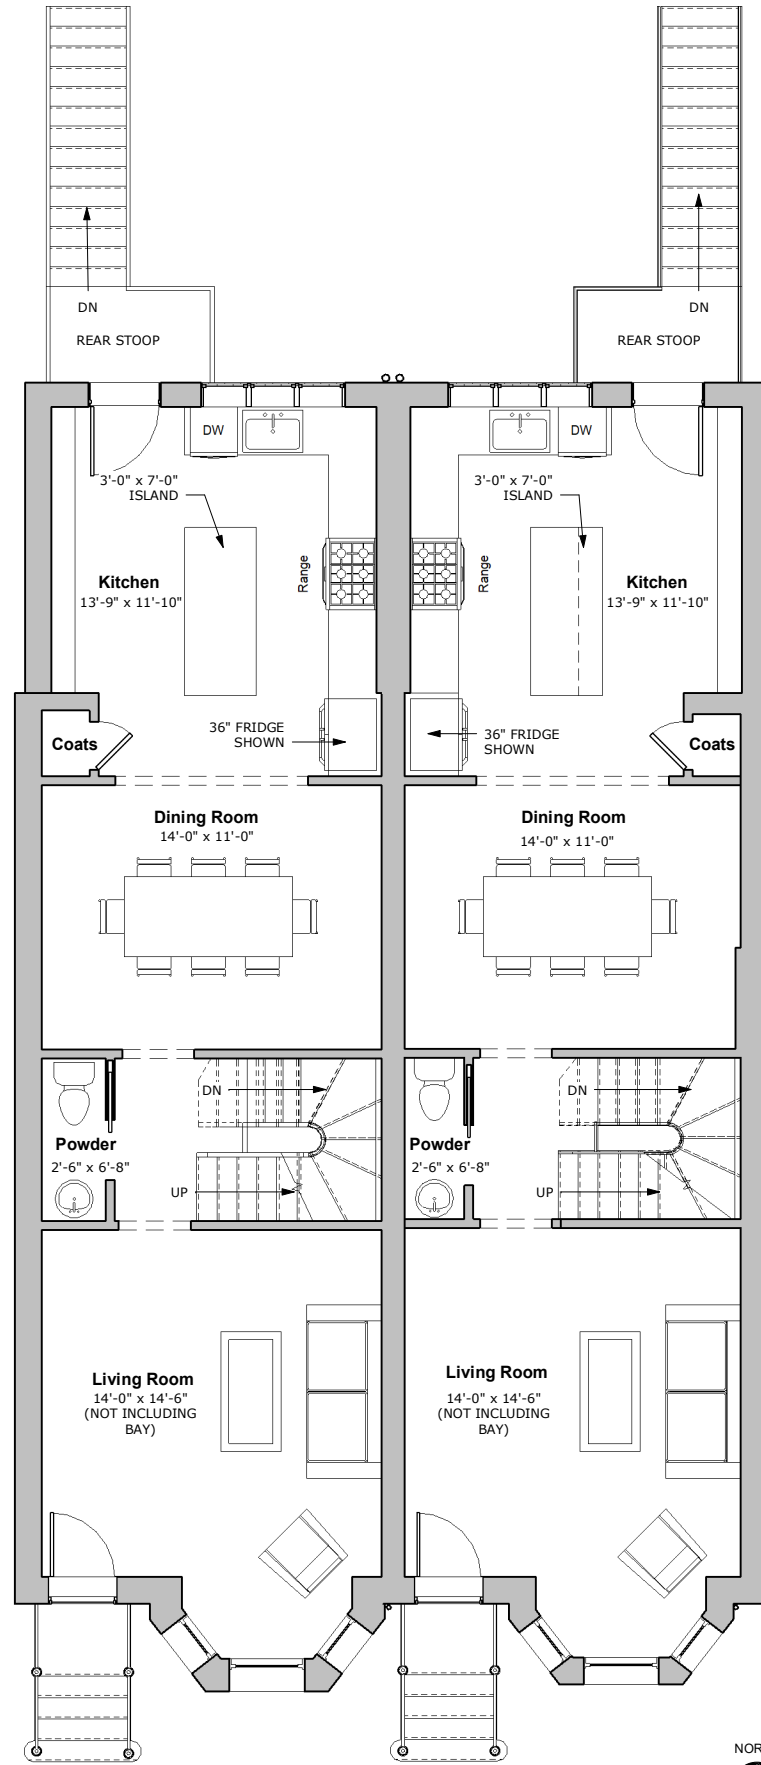 DN
REAR STOOP
DN
REAR STOOP
DW
DW
3'-0" x 7'-0"
ISLAND
3'-0" x 7'-0"
ISLAND
Range
Range
Kitchen
13'-9" x 11'-10"
Kitchen
13'-9" x 11'-10"
Coats
36" FRIDGE
SHOWN
36" FRIDGE
SHOWN
Coats
Dining Room
14'-0" x 11'-0"
Dining Room
14'-0" x 11'-0"
DN
DN
Powder
2'-6" x 6'-8"
Powder
2'-6" x 6'-8"
UP
UP
Living Room
14'-0" x 14'-6"
(NOT INCLUDING
BAY)
Living Room
14'-0" x 14'-6"
(NOT INCLUDING
BAY)
NOR